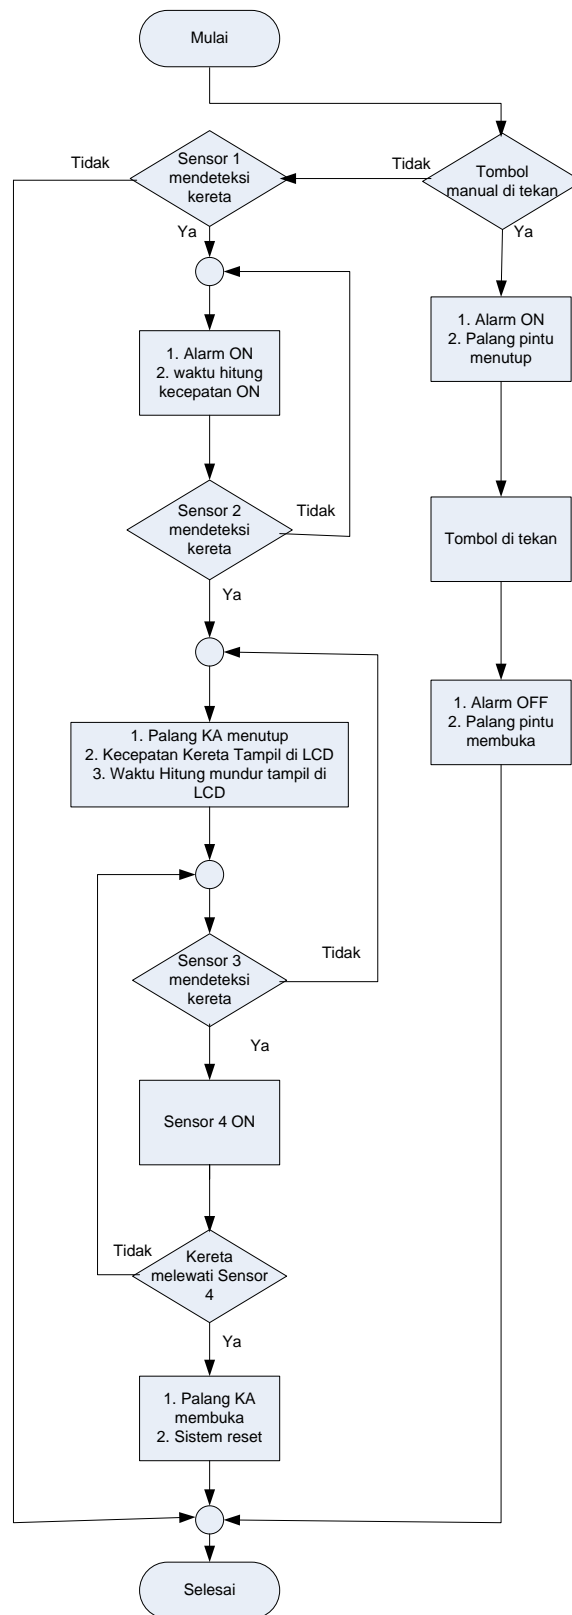 Mulai
Tombol
manual di tekan
Tidak
Ya
Sensor 1
mendeteksi
kereta
Tidak
Ya
1. Alarm ON
2. waktu hitung
kecepatan ON
Sensor 2
mendeteksi
kereta
Tidak
Ya
1. Palang KA menutup
2. Kecepatan Kereta Tampil di LCD
3. Waktu Hitung mundur tampil di
LCD
Sensor 3
mendeteksi
kereta
Tidak
Ya
Sensor 4 ON
Kereta
melewati Sensor
4
Tidak
Ya
1. Palang KA
membuka
2. Sistem reset
1. Alarm ON
2. Palang pintu
menutup
Tombol di tekan
1. Alarm OFF
2. Palang pintu
membuka
Selesai